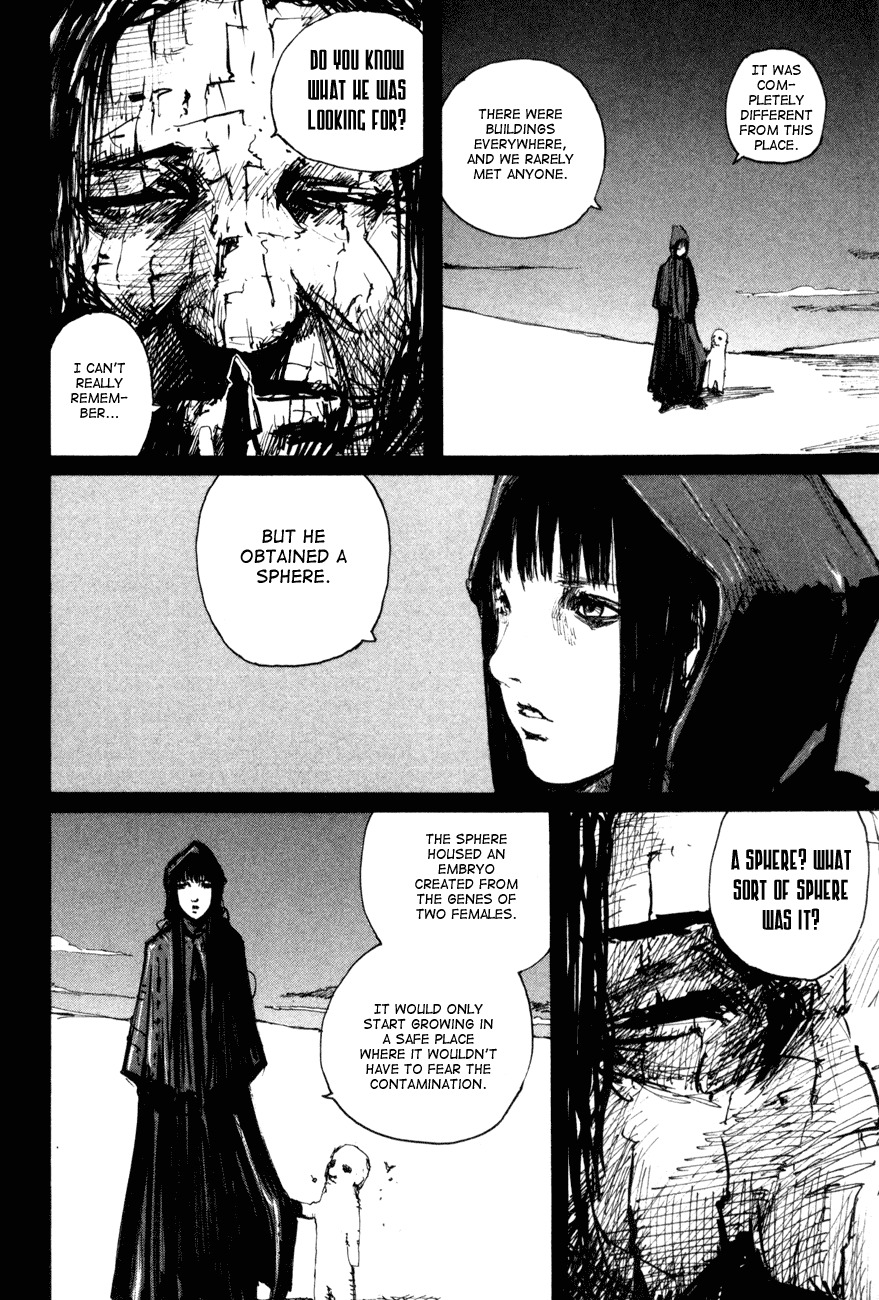 IT WAS
COM-
PLETELY
DIFFERENT
FROM THIS
PLACE.
THERE WERE
BUILDINGS
EVERYWHERE,
AND WE RARELY
MET ANYONE.
DO YOU KNOW
WHAT HE WAS
LOOKING FOR?
I CAN'T
REALLY
REMEM-
BER...
BUT HE
OBTAINED A
SPHERE.
A SPHERE? WHAT
SORT OF SPHERE
WAS IT?
THE SPHERE
HOUSED AN
EMBRYO
CREATED FROM
THE GENES OF
TWO FEMALES.
IT WOULD ONLY
START GROWING IN
A SAFE PLACE
WHERE IT WOULDN'T
HAVE TO FEAR THE
CONTAMINATION.